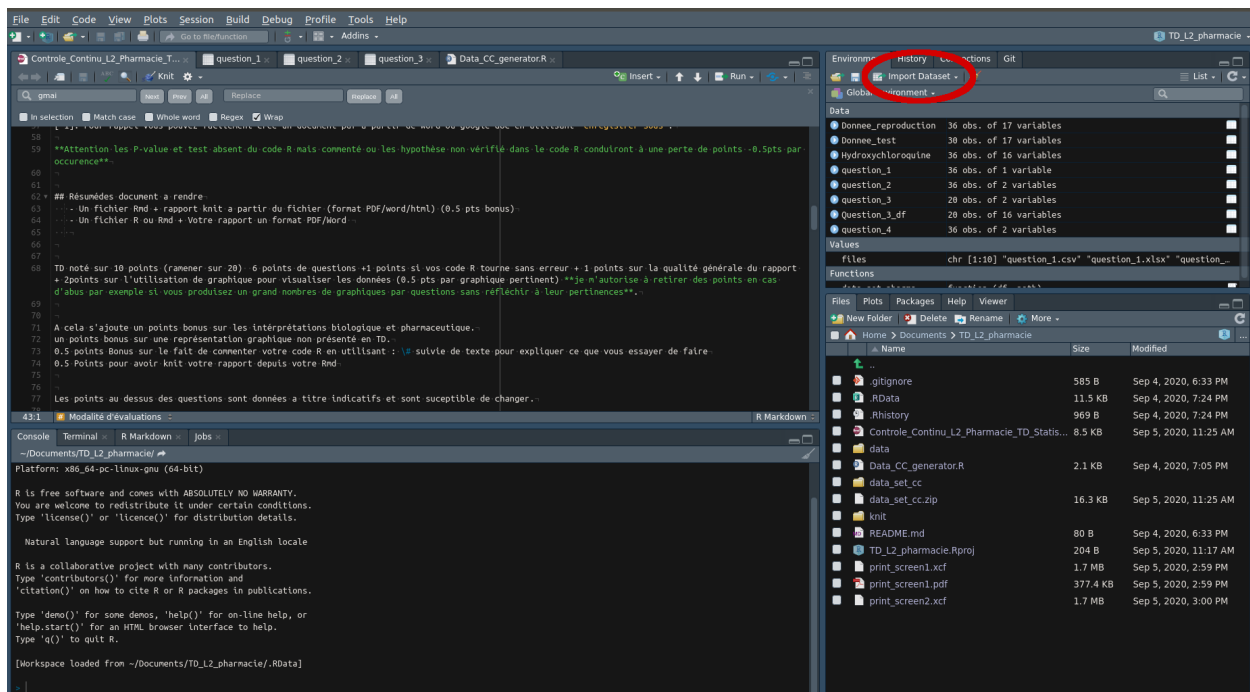 File Edit Code View Plots Session Build Debug Profile Tools Help
Go to file/function Addins TD_L2_pharmacie
Controle_Continu_L2_Pharmacie_T... question_1 question_2 question_3 Data_CC_generator.R
Knit Insert Run
gmai Next Prev All Replace Replace All
In selection Match case Whole word Regex Wrap
58
59 **Attention les P-value et test absent du code R mais commenté ou les hypothèse non vérifié dans le code R conduiront à une perte de points -0.5pts par
occurence**
60
61
62 ## Résumédes document a rendre
63 - Un fichier Rmd + rapport knit a partir du fichier (format PDF/word/html) (0.5 pts bonus)
64 - Un fichier R ou Rmd + Votre rapport un format PDF/Word
65
66
67
68 TD noté sur 10 points (ramener sur 20) 6 points de questions +1 points si vos code R tourne sans erreur + 1 points sur la qualité générale du rapport
+ 2points sur l'utilisation de graphique pour visualiser les données (0.5 pts par graphique pertinent) **je m'autorise à retirer des points en cas
d'abus par exemple si vous produisez un grand nombres de graphiques par questions sans réfléchir à leur pertinences**.
69
70
71 A cela s'ajoute un points bonus sur les intérprétations biologique et pharmaceutique.
72 un points bonus sur une représentation graphique non présenté en TD.
73 0.5 points Bonus sur le fait de commenter votre code R en utilisant : \# suivie de texte pour expliquer ce que vous essayer de faire
74 0.5 Points pour avoir knit votre rapport depuis votre Rmd
75
76
77 Les points au dessus des questions sont données a titre indicatifs et sont suceptible de changer.
78
43:1 Modalité d'évaluations R Markdown
Console Terminal R Markdown Jobs
~/Documents/TD_L2_pharmacie/
Platform: x86_64-pc-linux-gnu (64-bit)
R is free software and comes with ABSOLUTELY NO WARRANTY.
You are welcome to redistribute it under certain conditions.
Type 'license()' or 'licence()' for distribution details.
Natural language support but running in an English locale
R is a collaborative project with many contributors.
Type 'contributors()' for more information and
'citation()' on how to cite R or R packages in publications.
Type 'demo()' for some demos, 'help()' for on-line help, or
'help.start()' for an HTML browser interface to help.
Type 'q()' to quit R.
[Workspace loaded from ~/Documents/TD_L2_pharmacie/.RData]
>
Environment History Connections Git
Import Dataset List
Global Environment
Data
Donnee_reproduction 36 obs. of 17 variables
Donnee_test 30 obs. of 17 variables
Hydroxychloroquine 36 obs. of 16 variables
question_1 36 obs. of 1 variable
question_2 36 obs. of 2 variables
question_3 20 obs. of 2 variables
Question_3_df 20 obs. of 16 variables
question_4 36 obs. of 2 variables
Values
files chr [1:10] "question_1.csv" "question_1.xlsx" "question_...
Functions
Files Plots Packages Help Viewer
New Folder Delete Rename More
Home > Documents > TD_L2_pharmacie
Name Size Modified
..
.gitignore 585 B Sep 4, 2020, 6:33 PM
.RData 11.5 KB Sep 4, 2020, 7:24 PM
.Rhistory 969 B Sep 4, 2020, 7:24 PM
Controle_Continu_L2_Pharmacie_TD_Statis... 8.5 KB Sep 5, 2020, 11:25 AM
data
Data_CC_generator.R 2.1 KB Sep 4, 2020, 7:05 PM
data_set_cc
data_set_cc.zip 16.3 KB Sep 5, 2020, 11:25 AM
knit
README.md 80 B Sep 4, 2020, 6:33 PM
TD_L2_pharmacie.Rproj 204 B Sep 5, 2020, 11:17 AM
print_screen1.xcf 1.7 MB Sep 5, 2020, 2:59 PM
print_screen1.pdf 377.4 KB Sep 5, 2020, 2:59 PM
print_screen2.xcf 1.7 MB Sep 5, 2020, 3:00 PM